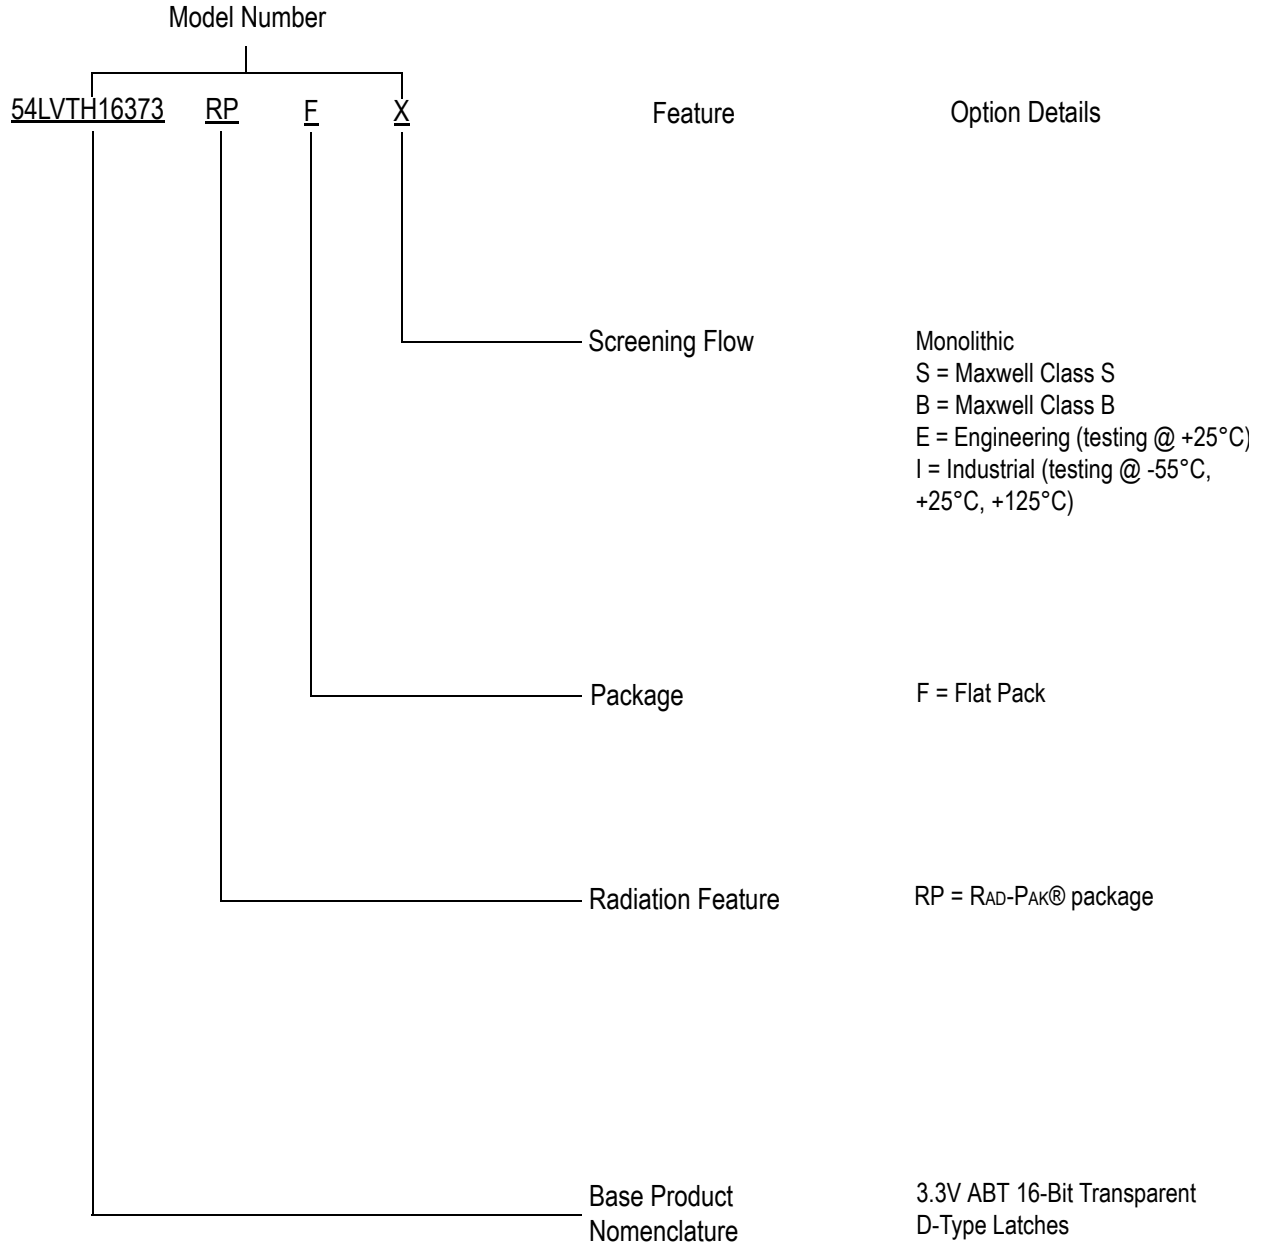 Model Number
54LVTH16373 RP F X Feature Option Details
Screening Flow Monolithic
S = Maxwell Class S
B = Maxwell Class B
E = Engineering (testing @ +25°C)
I = Industrial (testing @ -55°C,
+25°C, +125°C)
Package F = Flat Pack
Radiation Feature RP = RAD-PAK® package
Base Product 3.3V ABT 16-Bit Transparent
Nomenclature D-Type Latches